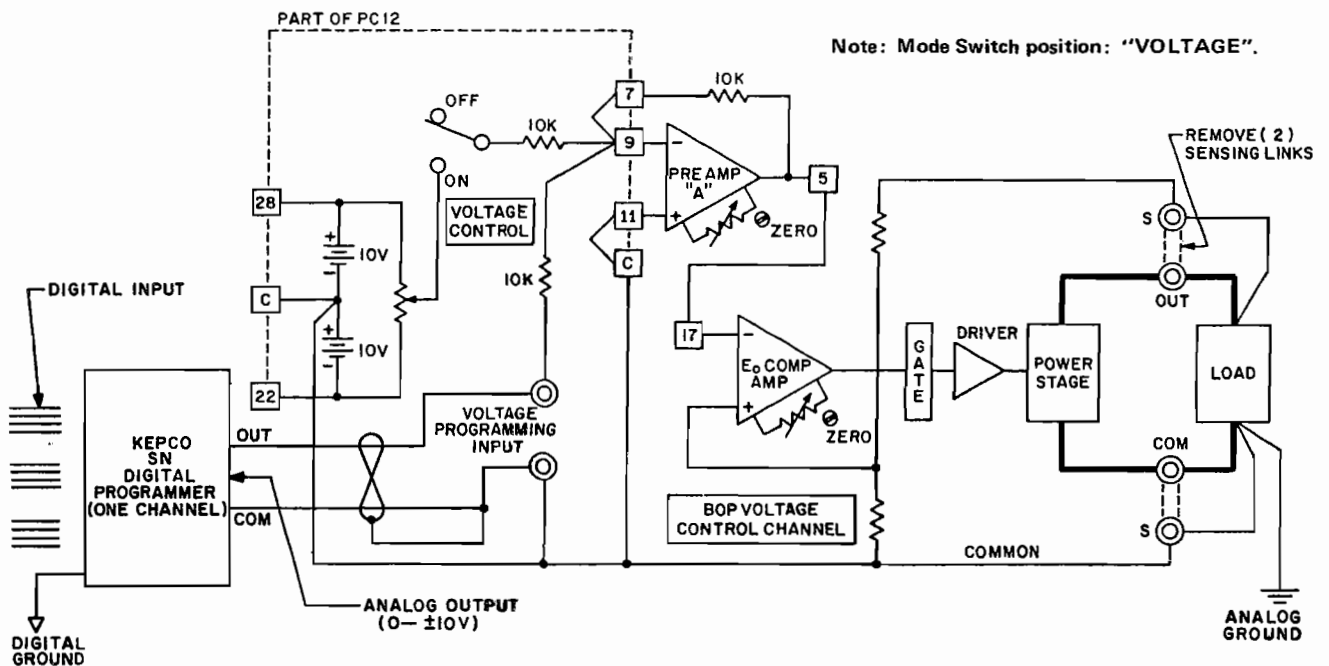 PART OF PC12
Note: Mode Switch position: "VOLTAGE".
OFF
10K
7
10K
9
−
PRE AMP
"A"
+
5
ZERO
REMOVE (2)
SENSING LINKS
ON
VOLTAGE
CONTROL
28
+
−
10V
11
C
S
OUT
DIGITAL INPUT
C
+
−
10V
10K
17
−
E₀ COMP
AMP
+
ZERO
GATE
DRIVER
POWER
STAGE
LOAD
22
KEPCO
SN
DIGITAL
PROGRAMMER
(ONE CHANNEL)
OUT
COM
VOLTAGE
PROGRAMMING
INPUT
BOP VOLTAGE
CONTROL CHANNEL
COM
S
COMMON
ANALOG OUTPUT
(0— ±10V)
DIGITAL
GROUND
ANALOG
GROUND